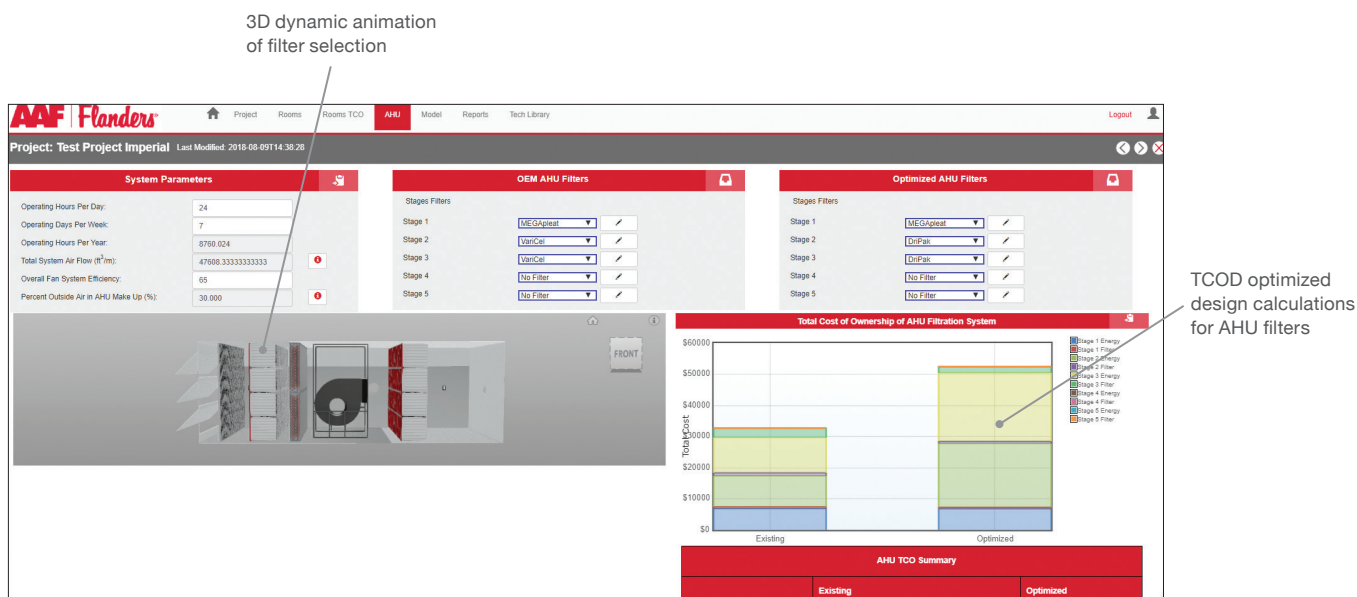 3D dynamic animation
of filter selection
AAF Flanders
Project Rooms Rooms TCO AHU Model Reports Tech Library Logout
Project: Test Project Imperial Last Modified: 2018-08-09T14:38:28
System Parameters
Operating Hours Per Day: 24
Operating Days Per Week: 7
Operating Hours Per Year: 8760.024
Total System Air Flow (ft³/m): 47608.33333333333
Overall Fan System Efficiency: 65
Percent Outside Air in AHU Make Up (%): 30.000
OEM AHU Filters
Stages Filters
Stage 1 MEGApleat
Stage 2 VariCel
Stage 3 VariCel
Stage 4 No Filter
Stage 5 No Filter
Optimized AHU Filters
Stages Filters
Stage 1 MEGApleat
Stage 2 DriPak
Stage 3 DriPak
Stage 4 No Filter
Stage 5 No Filter
FRONT
TCOD optimized
design calculations
for AHU filters
Total Cost of Ownership of AHU Filtration System
Total Cost
$60000
$50000
$40000
$30000
$20000
$10000
$0
Existing Optimized
Stage 1 Energy
Stage 1 Filter
Stage 2 Energy
Stage 2 Filter
Stage 3 Energy
Stage 3 Filter
Stage 4 Energy
Stage 4 Filter
Stage 5 Energy
Stage 5 Filter
AHU TCO Summary
Existing Optimized